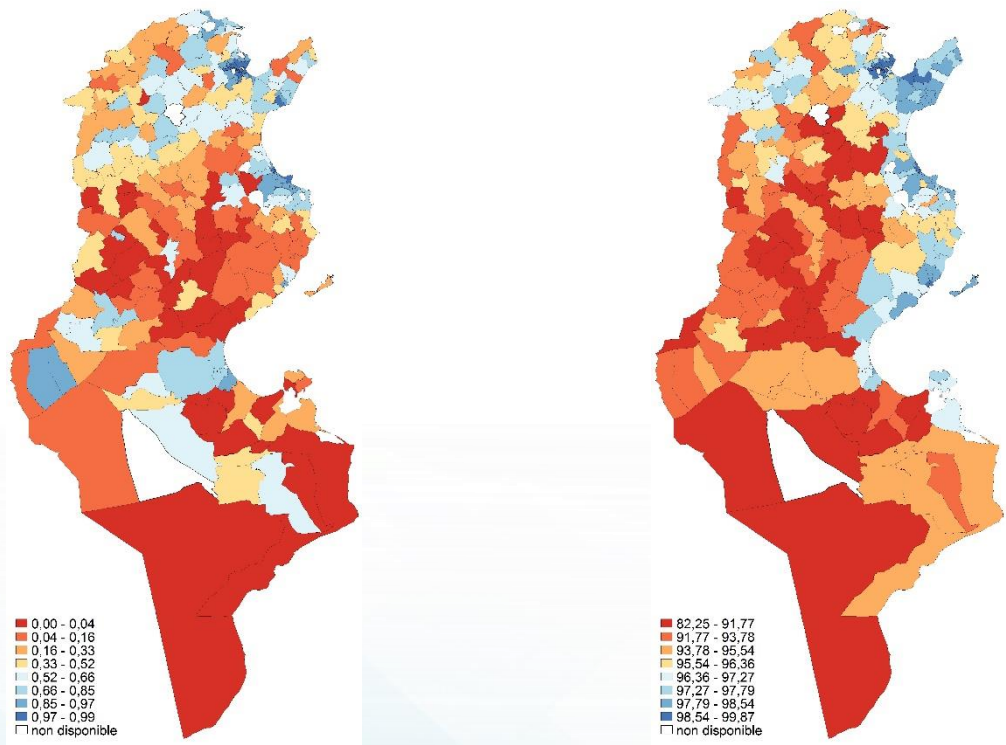 0,00 - 0,04
0,04 - 0,16
0,16 - 0,33
0,33 - 0,52
0,52 - 0,66
0,66 - 0,85
0,85 - 0,97
0,97 - 0,99
non disponible
82,25 - 91,77
91,77 - 93,78
93,78 - 95,54
95,54 - 96,36
96,36 - 97,27
97,27 - 97,79
97,79 - 98,54
98,54 - 99,87
non disponible